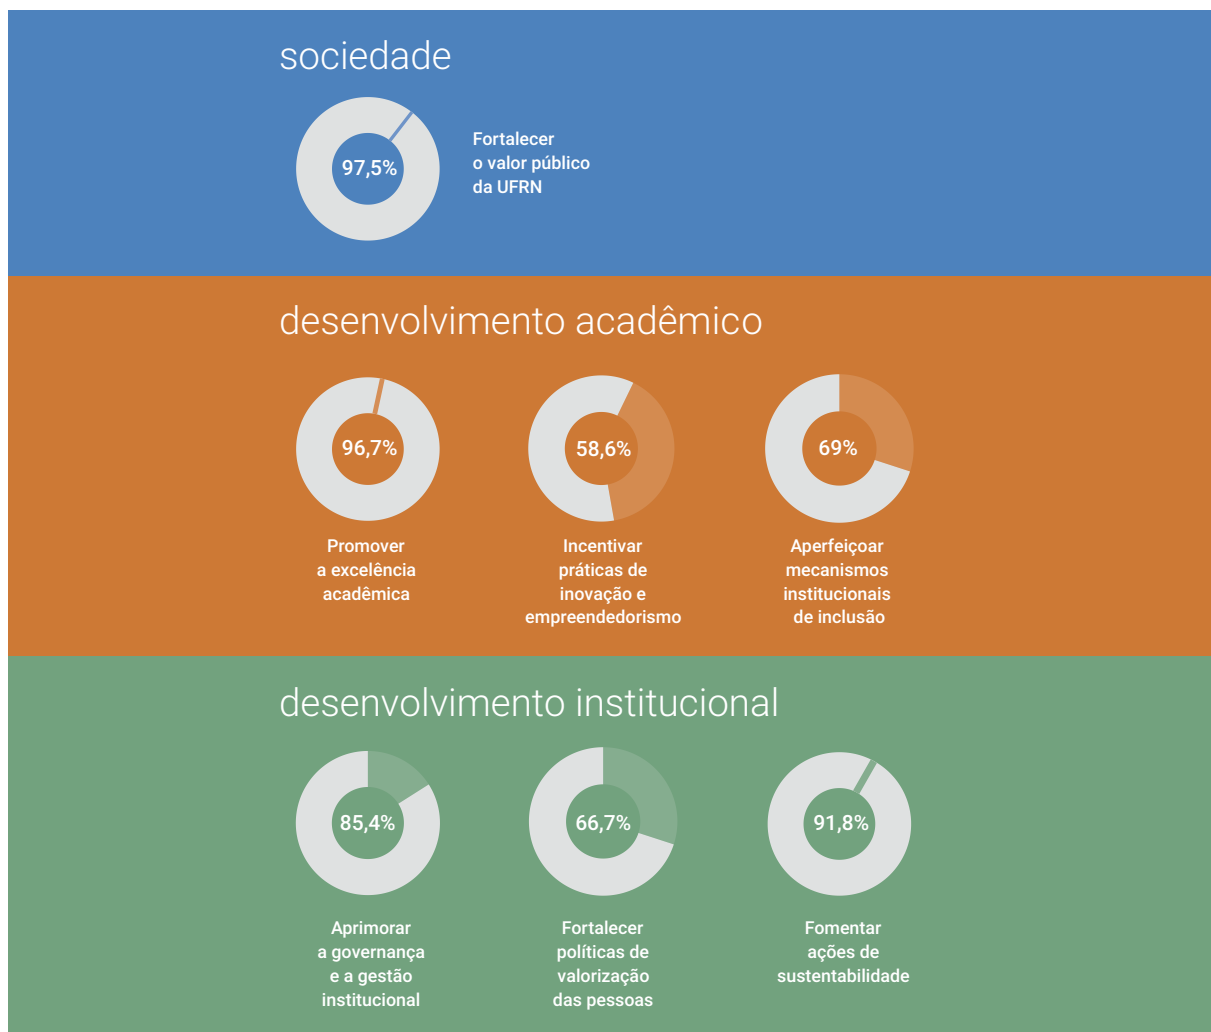 sociedade
97,5%
Fortalecer
o valor público
da UFRN
desenvolvimento acadêmico
96,7%
Promover
a excelência
acadêmica
58,6%
Incentivar
práticas de
inovação e
empreendedorismo
69%
Aperfeiçoar
mecanismos
institucionais
de inclusão
desenvolvimento institucional
85,4%
Aprimorar
a governança
e a gestão
institucional
66,7%
Fortalecer
políticas de
valorização
das pessoas
91,8%
Fomentar
ações de
sustentabilidade